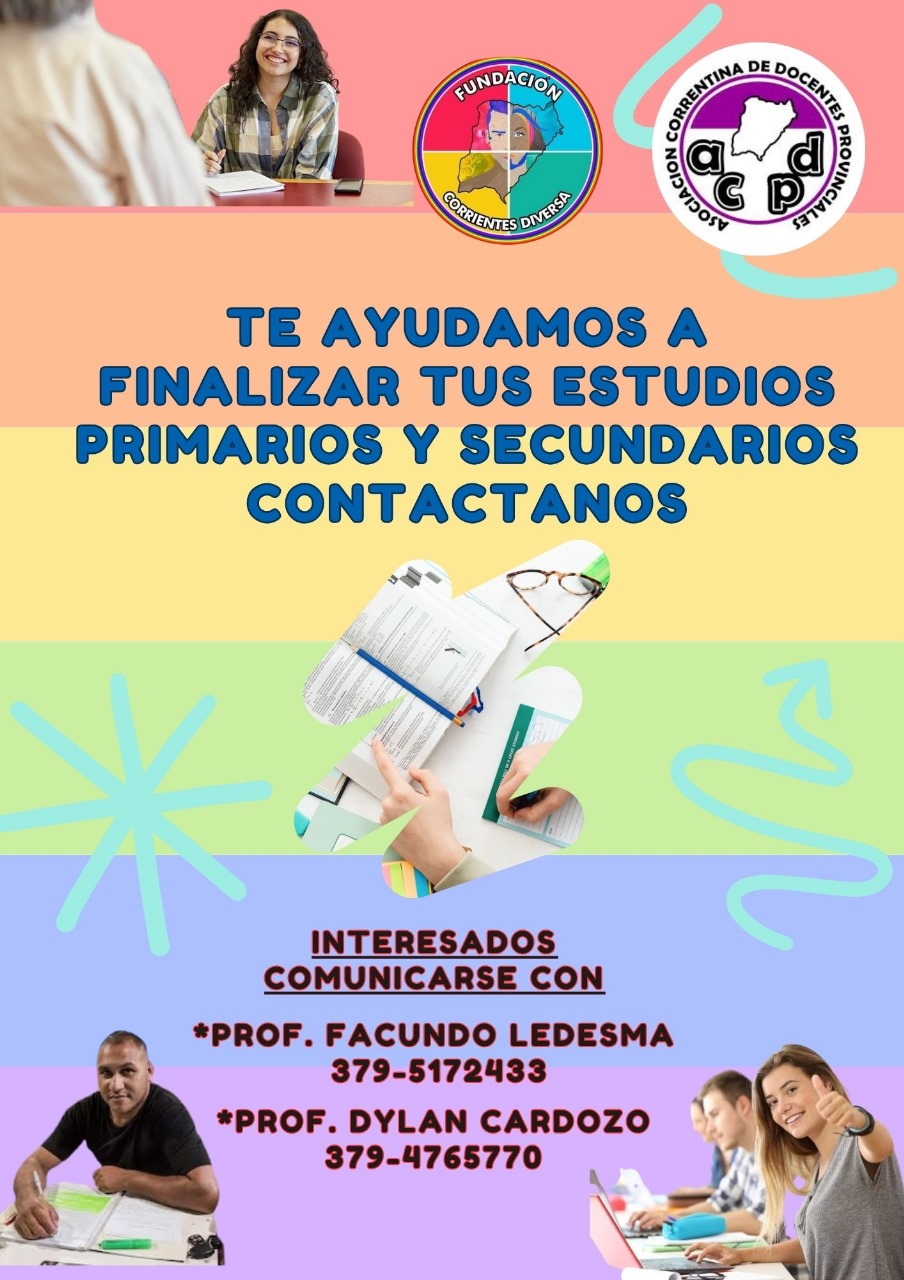 FUNDACIÓN
CORRIENTES DIVERSA
ASOCIACION CORRENTINA DE DOCENTES PROVINCIALES
acdp
TE AYUDAMOS A
FINALIZAR TUS ESTUDIOS
PRIMARIOS Y SECUNDARIOS
CONTACTANOS
INTERESADOS
COMUNICARSE CON
*PROF. FACUNDO LEDESMA
379-5172433
*PROF. DYLAN CARDOZO
379-4765770